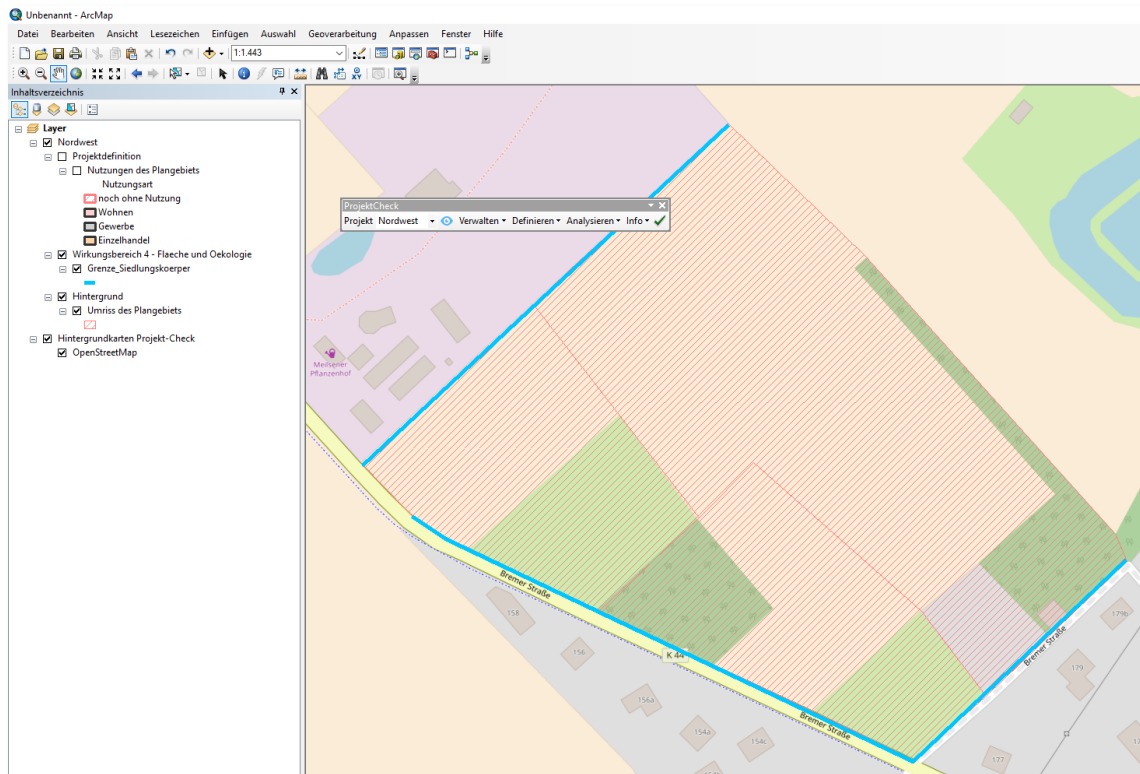 Unbenannt - ArcMap
Datei Bearbeiten Ansicht Lesezeichen Einfügen Auswahl Geoverarbeitung Anpassen Fenster Hilfe
1:1.443
Inhaltsverzeichnis
Layer
Nordwest
Projektdefinition
Nutzungen des Plangebiets
Nutzungsart
noch ohne Nutzung
Wohnen
Gewerbe
Einzelhandel
Wirkungsbereich 4 - Flaeche und Oekologie
Grenze_Siedlungskoerper
Hintergrund
Umriss des Plangebiets
Hintergrundkarten Projekt-Check
OpenStreetMap
ProjektCheck
Projekt Nordwest Verwalten Definieren Analysieren Info
Meißener
Pflanzenhof
Bremer Straße
158
156
K 44
156a
154a
154c
Bremer Straße
Bremer Straße
179b
179
177